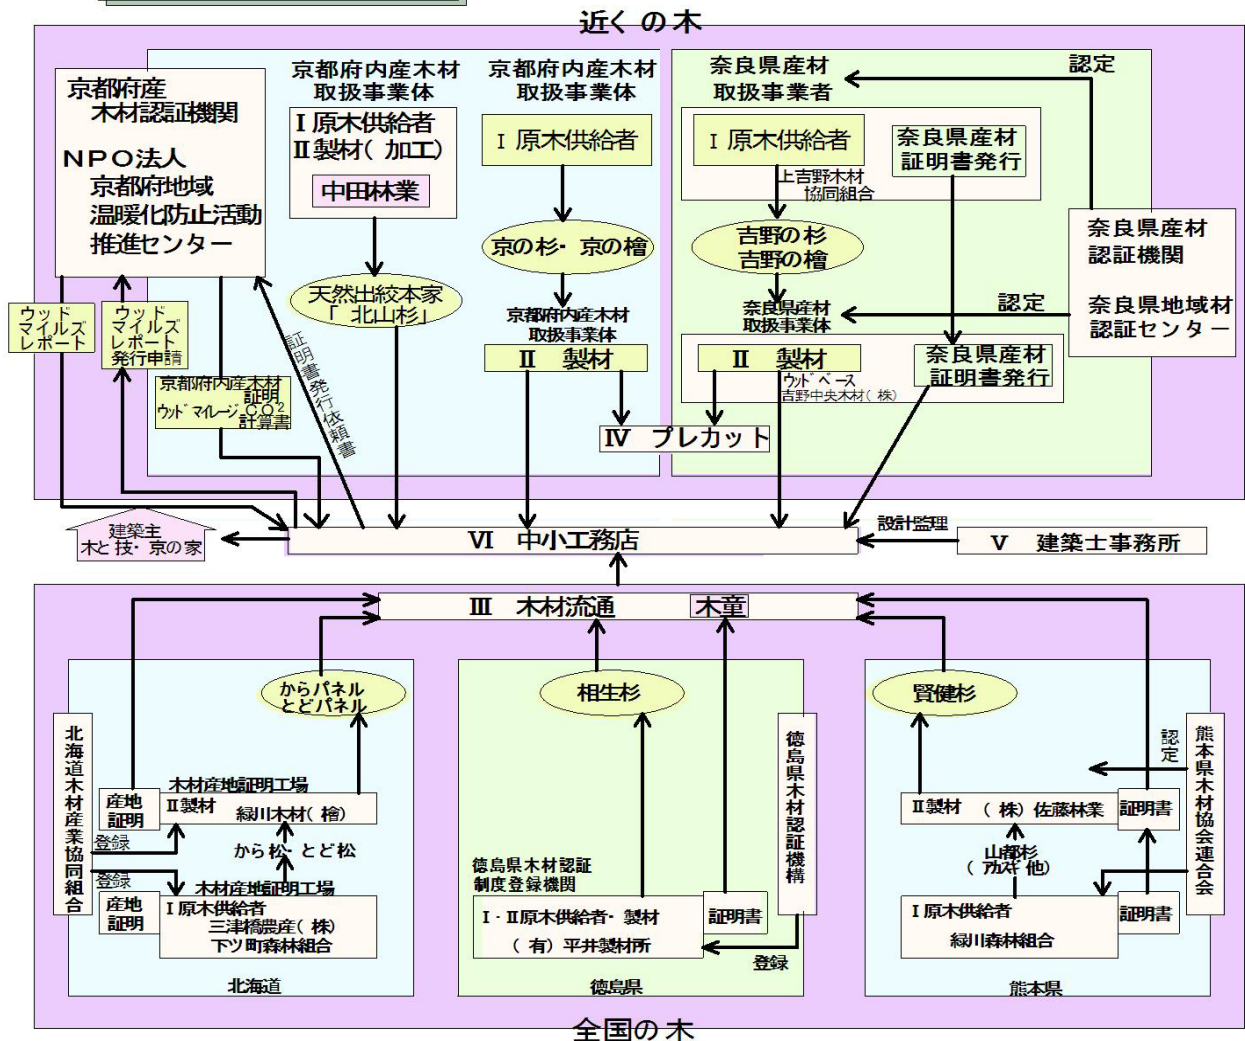 近くの木
京都府産
木材認証機関
NPO法人
京都府地域
温暖化防止活動
推進センター
京都府内産木材
取扱事業体
Ⅰ原木供給者
Ⅱ製材(加工)
中田林業
天然出絞本家
「北山杉」
京都府内産木材
取扱事業体
Ⅰ 原木供給者
京の杉・京の檜
京都府内産木材
取扱事業体
Ⅱ 製材
Ⅳ プレカット
奈良県産材
取扱事業者
Ⅰ 原木供給者
上吉野木材
協同組合
奈良県産材
証明書発行
吉野の杉
吉野の檜
奈良県産材
取扱事業体
Ⅱ 製材
ウッドベース
吉野中央木材(株)
奈良県産材
証明書発行
認定
奈良県産材
認証機関
奈良県地域材
認証センター
認定
ウッド
マイルズ
レポート
ウッド
マイルズ
レポート
発行申請
京都府内産木材
証明
ウッドマイレージCO2
計算書
証明書発行依頼書
建築主
木と技・京の家
Ⅵ 中小工務店
設計監理
Ⅴ 建築士事務所
Ⅲ 木材流通
木童
からパネル
とどパネル
北海道木材産業協同組合
木材産地証明工場
産地
証明
Ⅱ製材
緑川木材(檜)
登録
から松・とど松
登録
木材産地証明工場
産地
証明
Ⅰ原木供給者
三津橋農産(株)
下ツ町森林組合
北海道
相生杉
徳島県木材認証機構
徳島県木材認証
制度登録機関
Ⅰ・Ⅱ原木供給者・製材
(有)平井製材所
証明書
登録
徳島県
賢健杉
熊本県木材協会連合会
認定
Ⅱ製材
(株)佐藤林業
証明書
山都杉
(アカスギ他)
Ⅰ原木供給者
緑川森林組合
証明書
熊本県
全国の木